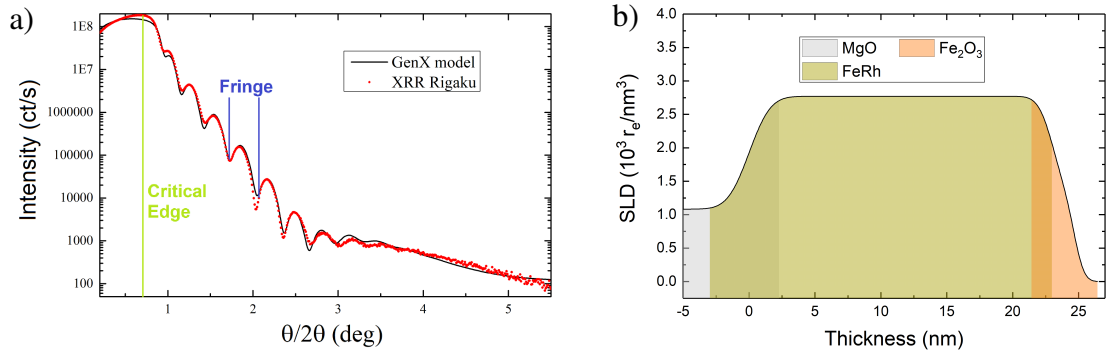 a)
1E8
1E7
1000000
100000
10000
1000
100
Intensity (ct/s)
GenX model
XRR Rigaku
Fringe
Critical
Edge
1 2 3 4 5
θ/2θ (deg)
b)
4.0
3.5
3.0
2.5
2.0
1.5
1.0
0.5
0.0
SLD (10³ rₑ/nm³)
MgO Fe₂O₃
FeRh
-5 0 5 10 15 20 25
Thickness (nm)